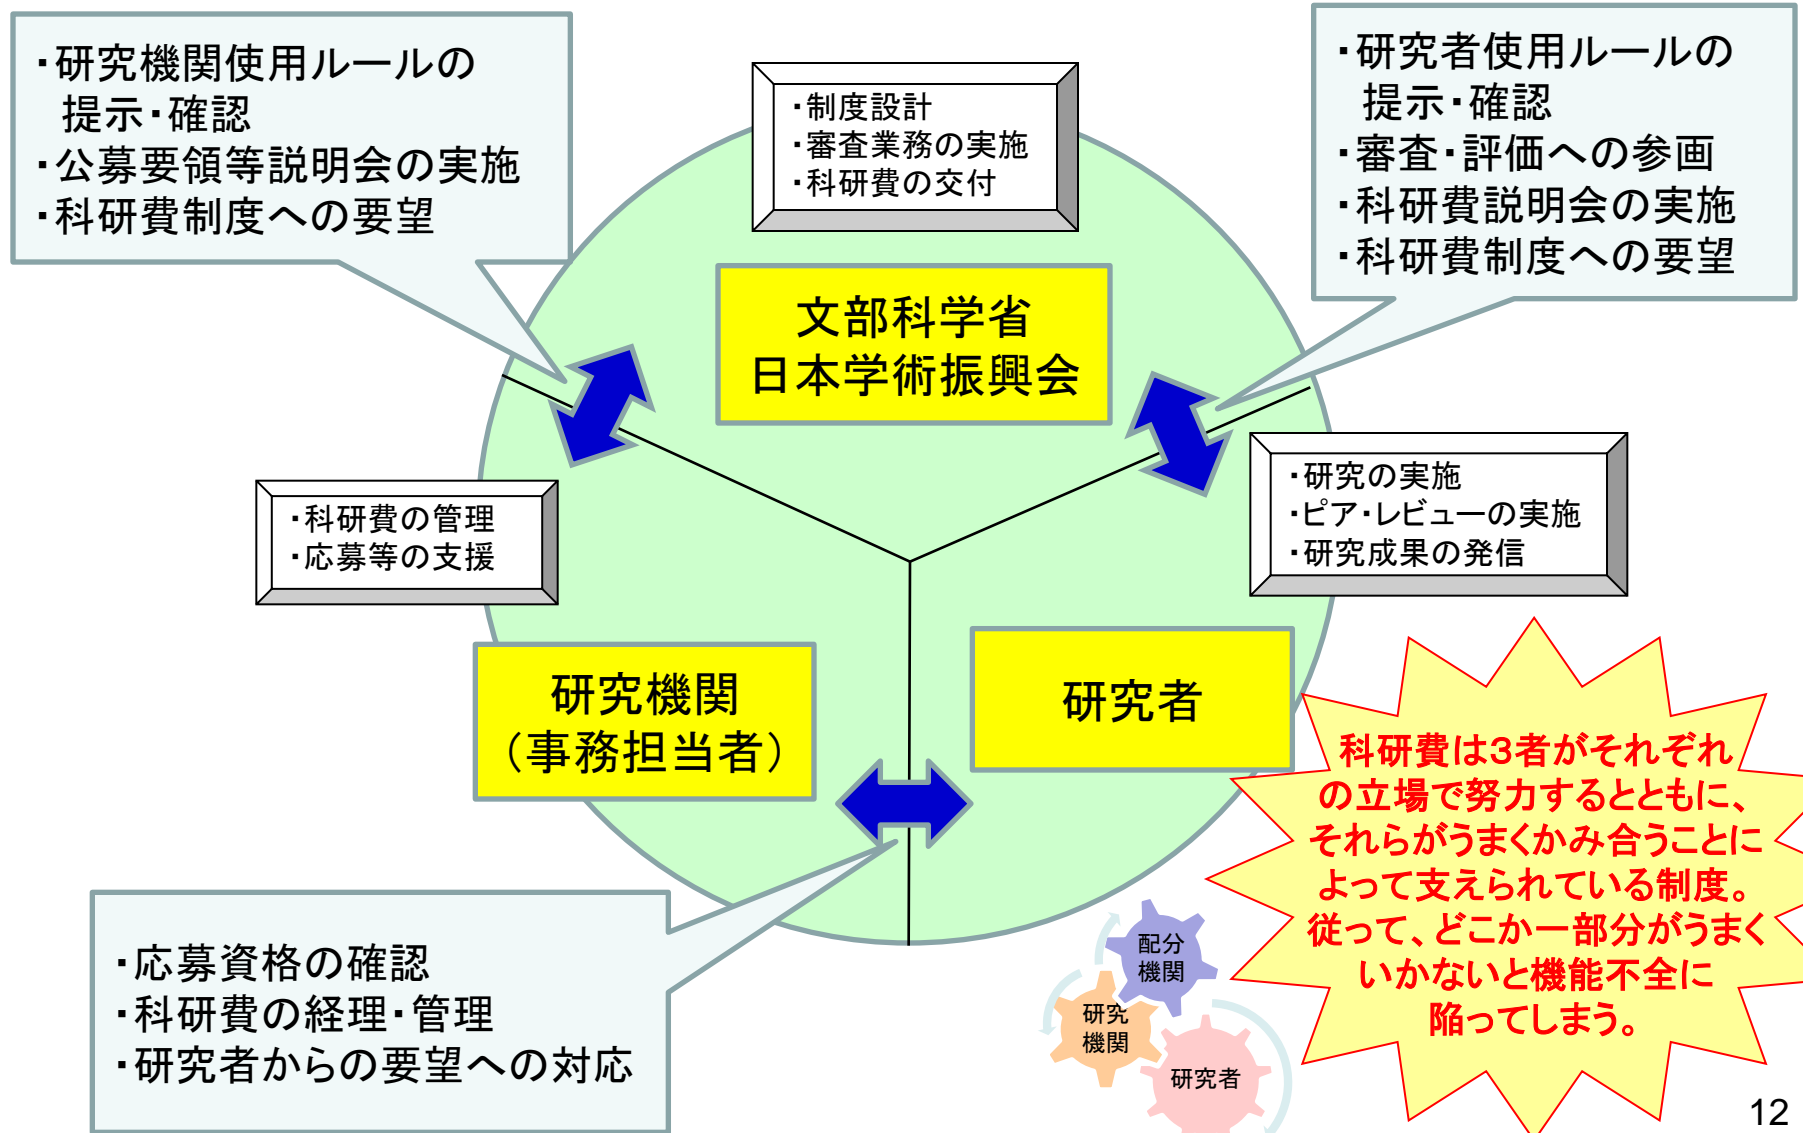 ・研究機関使用ルールの
提示・確認
・公募要領等説明会の実施
・科研費制度への要望
・制度設計
・審査業務の実施
・科研費の交付
・研究者使用ルールの
提示・確認
・審査・評価への参画
・科研費説明会の実施
・科研費制度への要望
文部科学省
日本学術振興会
・科研費の管理
・応募等の支援
・研究の実施
・ピア・レビューの実施
・研究成果の発信
研究機関
（事務担当者）
研究者
科研費は３者がそれぞれ
の立場で努力するとともに、
それらがうまくかみ合うことに
よって支えられている制度。
従って、どこか一部分がうまく
いかないと機能不全に
陥ってしまう。
・応募資格の確認
・科研費の経理・管理
・研究者からの要望への対応
配分
機関
研究
機関
研究者
12